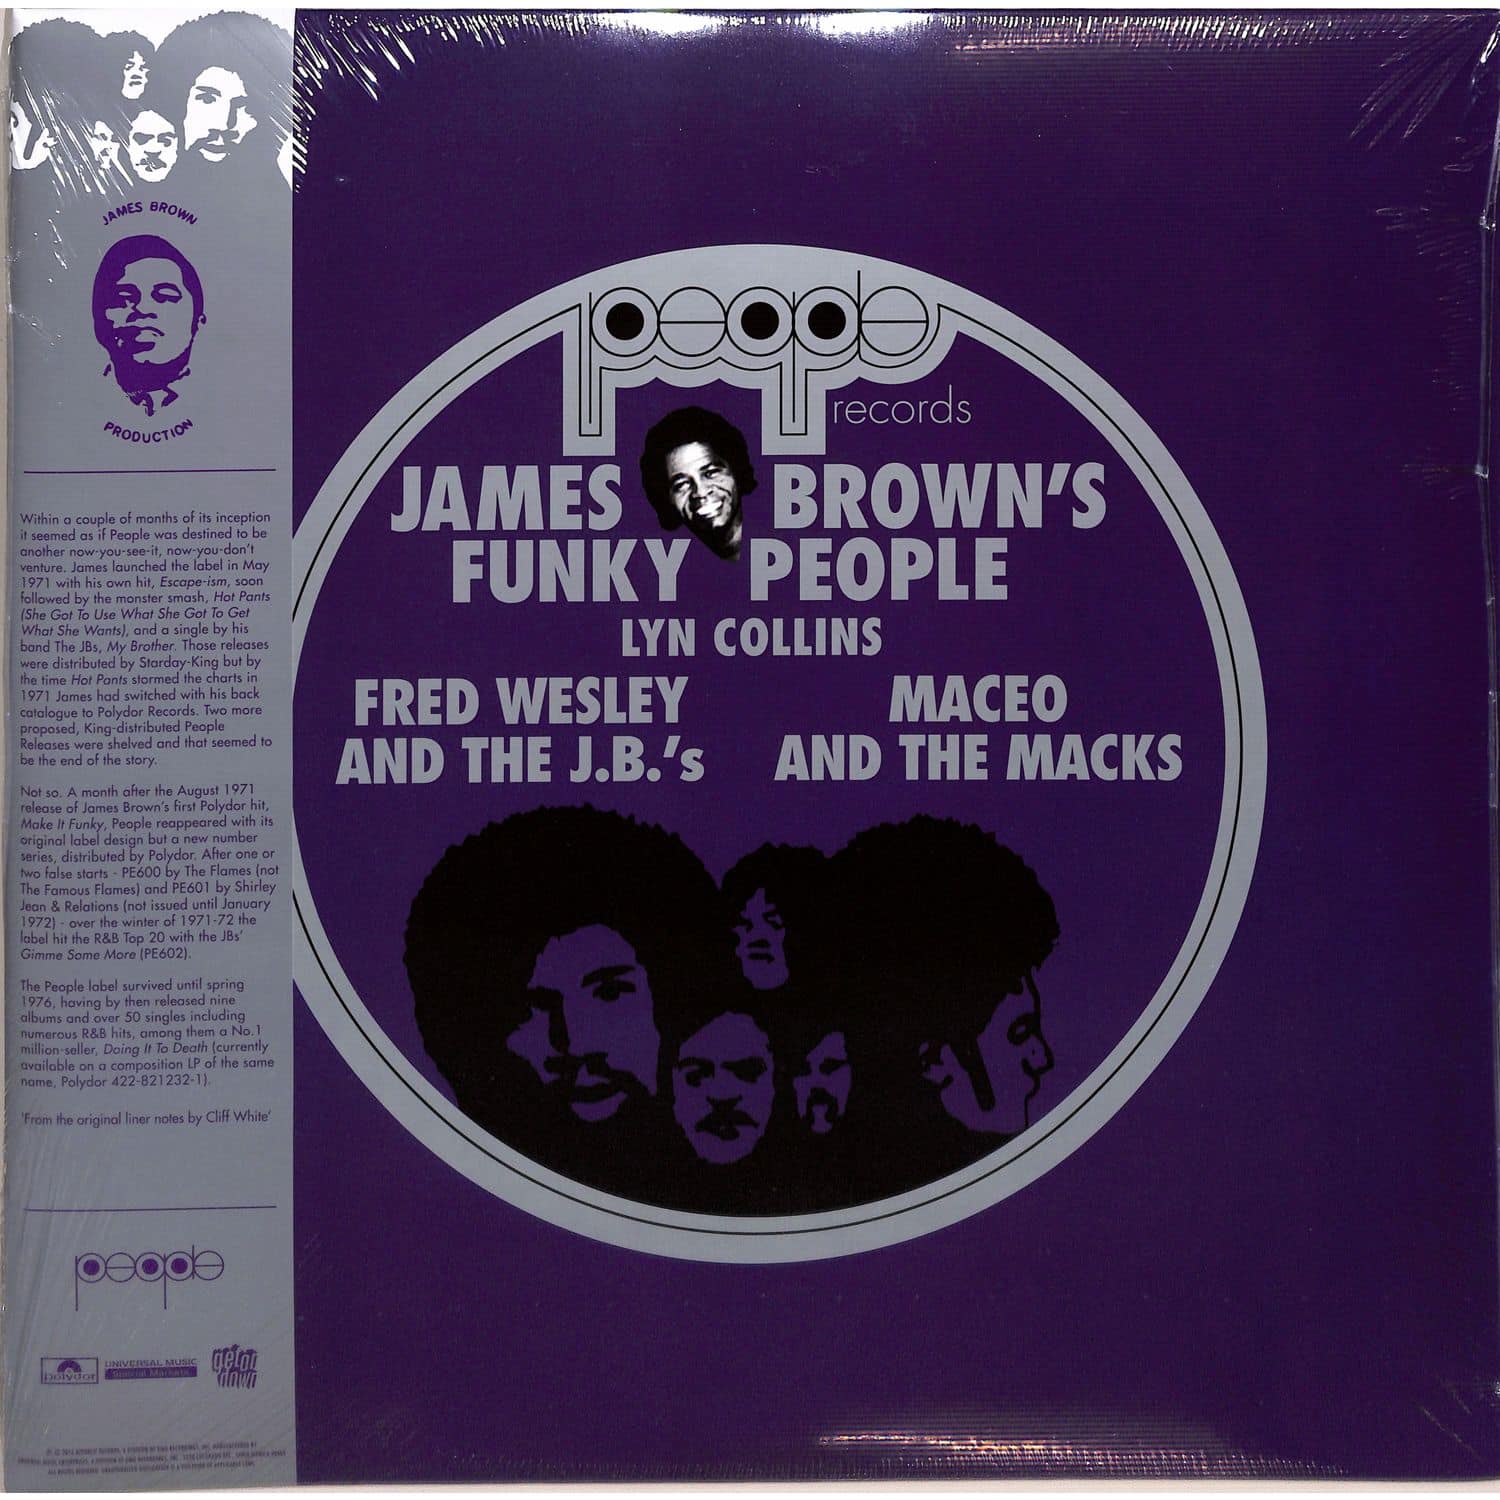 JAMES BROWN
PRODUCTION
Within a couple of months of its inception
it seemed as if People was destined to be
another now-you-see-it, now-you-don't
venture. James launched the label in May
1971 with his own hit, Escape-ism, soon
followed by the monster smash, Hot Pants
(She Got To Use What She Got To Get
What She Wants), and a single by his
band The JBs, My Brother. Those releases
were distributed by Starday-King but by
the time Hot Pants stormed the charts in
1971 James had switched with his back
catalogue to Polydor Records. Two more
proposed, King-distributed People
Releases were shelved and that seemed to
be the end of the story.
Not so. A month after the August 1971
release of James Brown's first Polydor hit,
Make It Funky, People reappeared with its
original label design but a new number
series, distributed by Polydor. After one or
two false starts - PE600 by The Flames (not
The Famous Flames) and PE601 by Shirley
Jean & Relations (not issued until January
1972) - over the winter of 1971-72 the
label hit the R&B Top 20 with the JBs'
Gimme Some More (PE602).
The People label survived until spring
1976, having by then released nine
albums and over 50 singles including
numerous R&B hits, among them a No.1
million-seller, Doing It To Death (currently
available on a composition LP of the same
name, Polydor 422-821232-1).
'From the original liner notes by Cliff White'
people
polydor
UNIVERSAL MUSIC
Special Markets
get on
down
people
records
JAMES BROWN'S
FUNKY PEOPLE
LYN COLLINS
FRED WESLEY
AND THE J.B.'s
MACEO
AND THE MACKS